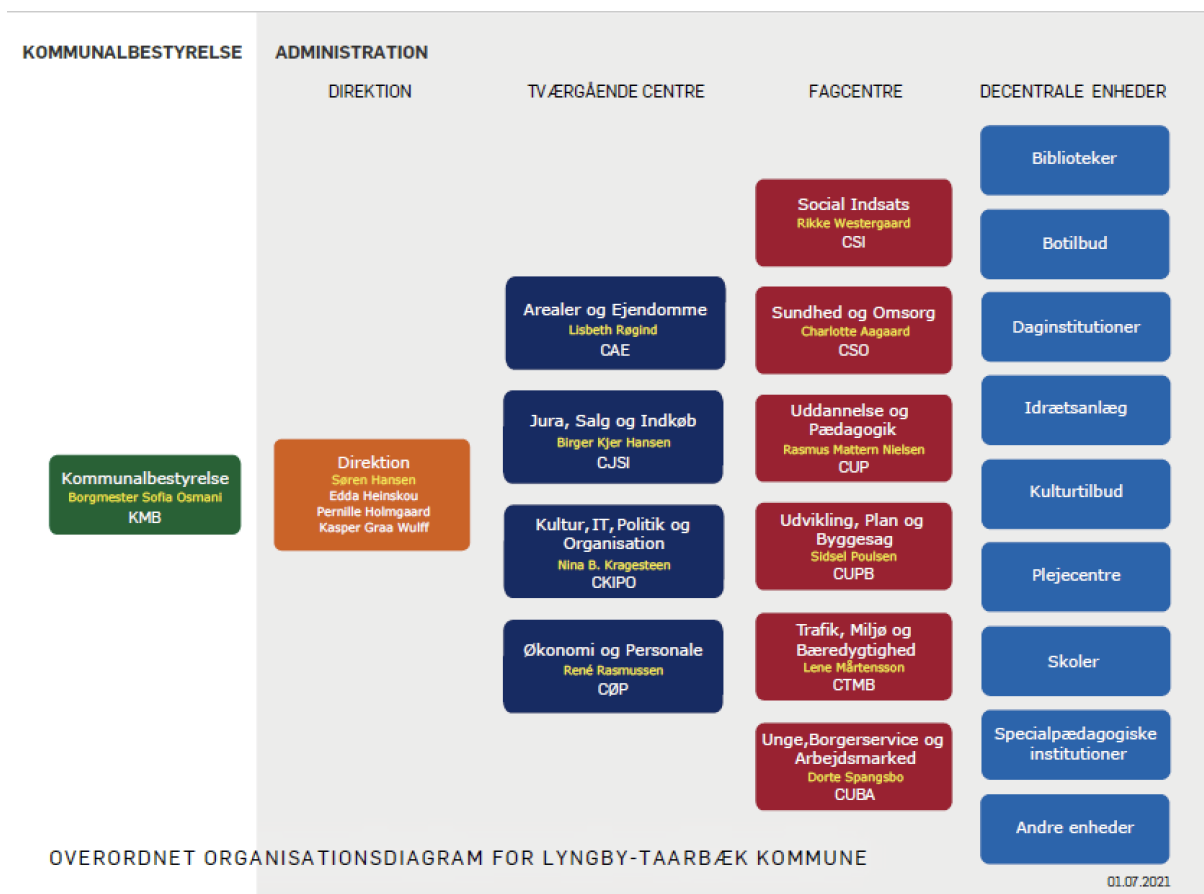 KOMMUNALBESTYRELSE
ADMINISTRATION
DIREKTION
TVÆRGÅENDE CENTRE
FAGCENTRE
DECENTRALE ENHEDER
Kommunalbestyrelse
Borgmester Sofia Osmani
KMB
Direktion
Søren Hansen
Edda Heinskou
Pernille Holmgaard
Kasper Graa Wulff
Arealer og Ejendomme
Lisbeth Røgind
CAE
Jura, Salg og Indkøb
Birger Kjer Hansen
CJSI
Kultur, IT, Politik og
Organisation
Nina B. Kragesteen
CKIPO
Økonomi og Personale
René Rasmussen
CØP
Social Indsats
Rikke Westergaard
CSI
Sundhed og Omsorg
Charlotte Aagaard
CSO
Uddannelse og
Pædagogik
Rasmus Mattern Nielsen
CUP
Udvikling, Plan og
Byggesag
Sidsel Poulsen
CUPB
Trafik, Miljø og
Bæredygtighed
Lene Mårtensson
CTMB
Unge,Borgerservice og
Arbejdsmarked
Dorte Spangsbo
CUBA
Biblioteker
Botilbud
Daginstitutioner
Idrætsanlæg
Kulturtilbud
Plejecentre
Skoler
Specialpædagogiske
institutioner
Andre enheder
OVERORDNET ORGANISATIONSDIAGRAM FOR LYNGBY-TAARBÆK KOMMUNE
01.07.2021